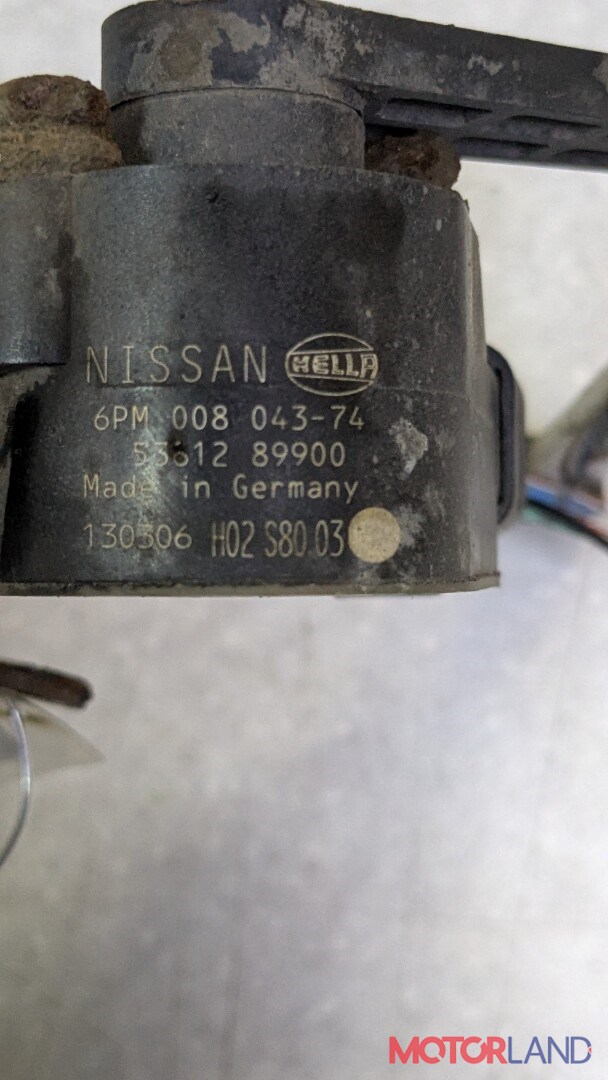 NISSAN HELLA
6PM 008 043-74
53612 89900
Made in Germany
130306 H02 S80.03
MOTORLAND